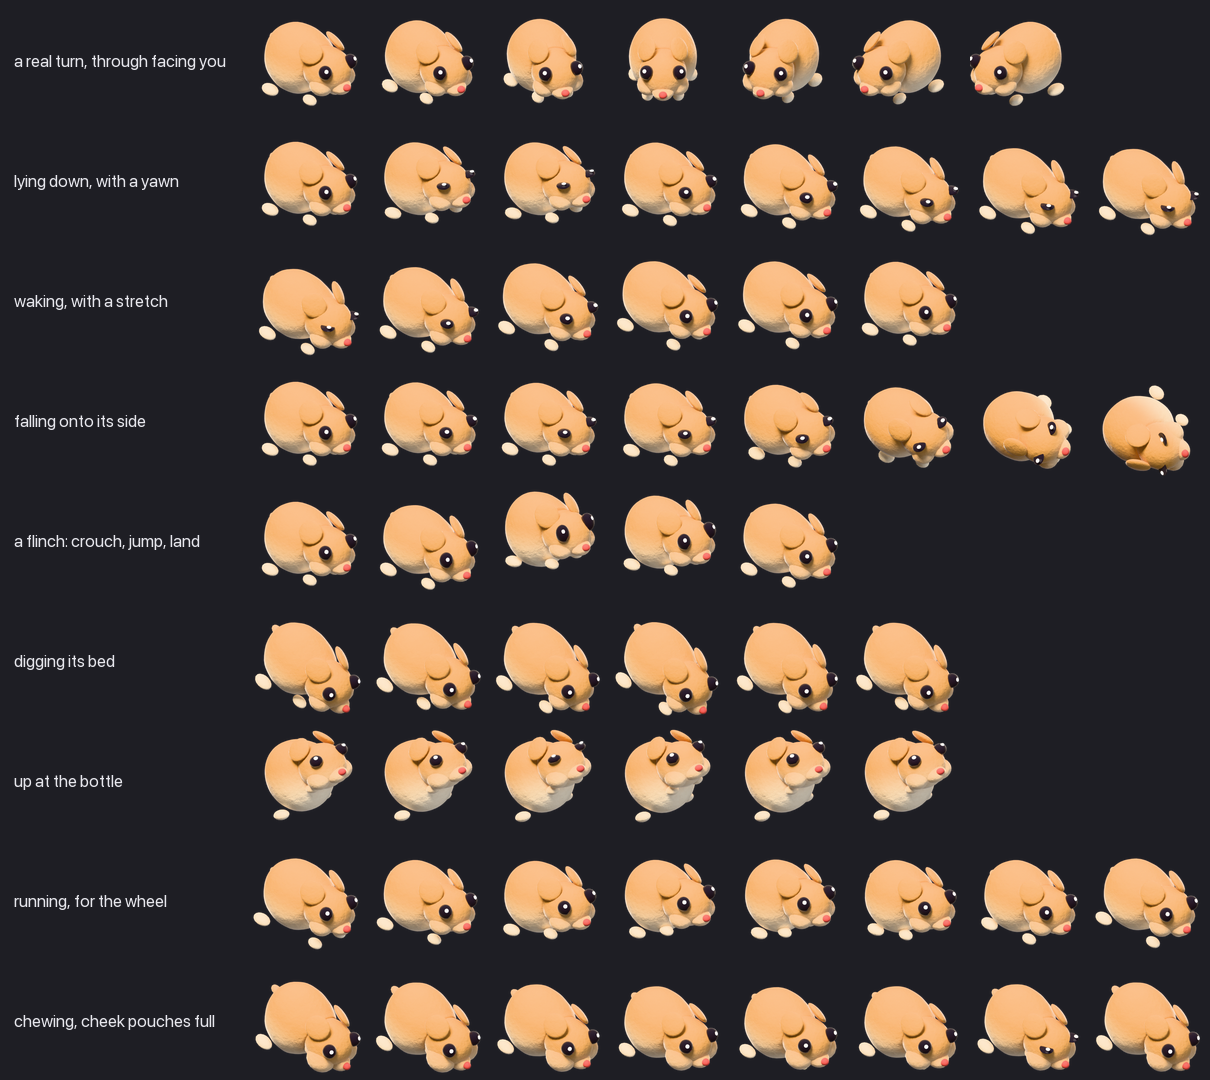 a real turn, through facing you
lying down, with a yawn
waking, with a stretch
falling onto its side
a flinch: crouch, jump, land
digging its bed
up at the bottle
running, for the wheel
chewing, cheek pouches full